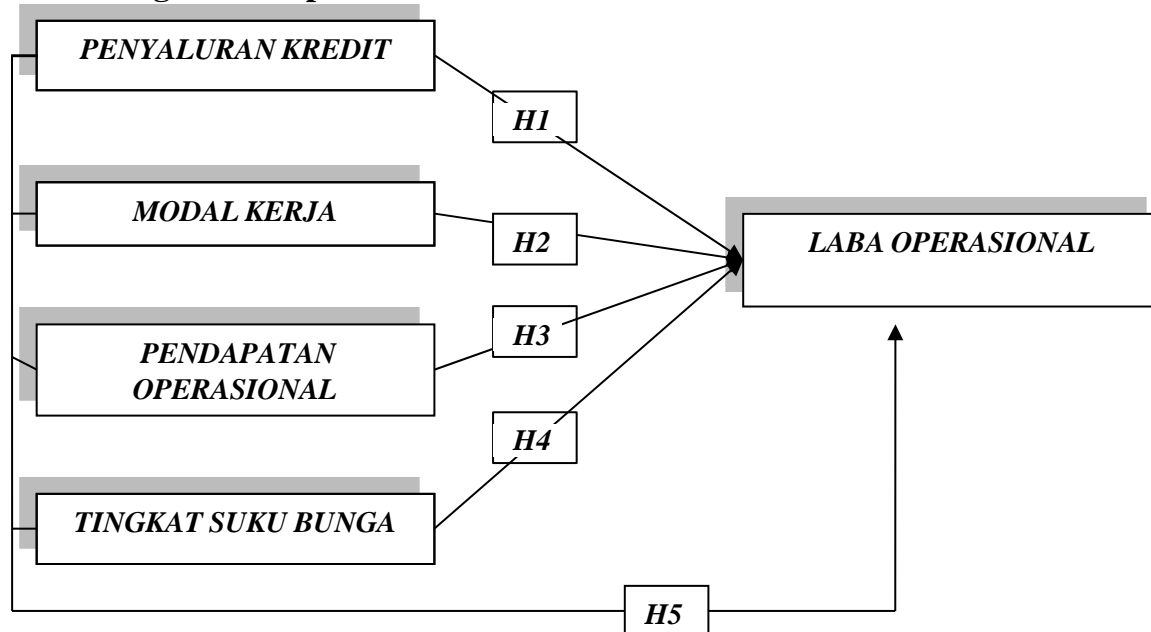 PENYALURAN KREDIT
H1
MODAL KERJA
H2
LABA OPERASIONAL
H3
PENDAPATAN
OPERASIONAL
H4
TINGKAT SUKU BUNGA
H5